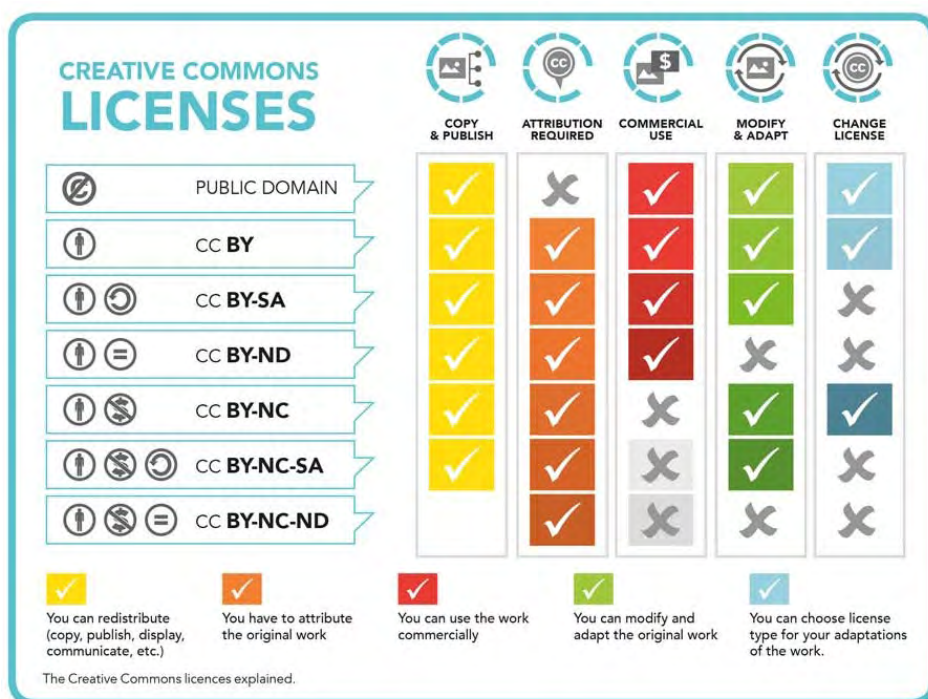 CREATIVE COMMONS
LICENSES
COPY
& PUBLISH
ATTRIBUTION
REQUIRED
COMMERCIAL
USE
MODIFY
& ADAPT
CHANGE
LICENSE
PUBLIC DOMAIN
CC BY
CC BY-SA
CC BY-ND
CC BY-NC
CC BY-NC-SA
CC BY-NC-ND
You can redistribute
(copy, publish, display,
communicate, etc.)
You have to attribute
the original work
You can use the work
commercially
You can modify and
adapt the original work
You can choose license
type for your adaptations
of the work.
The Creative Commons licences explained.